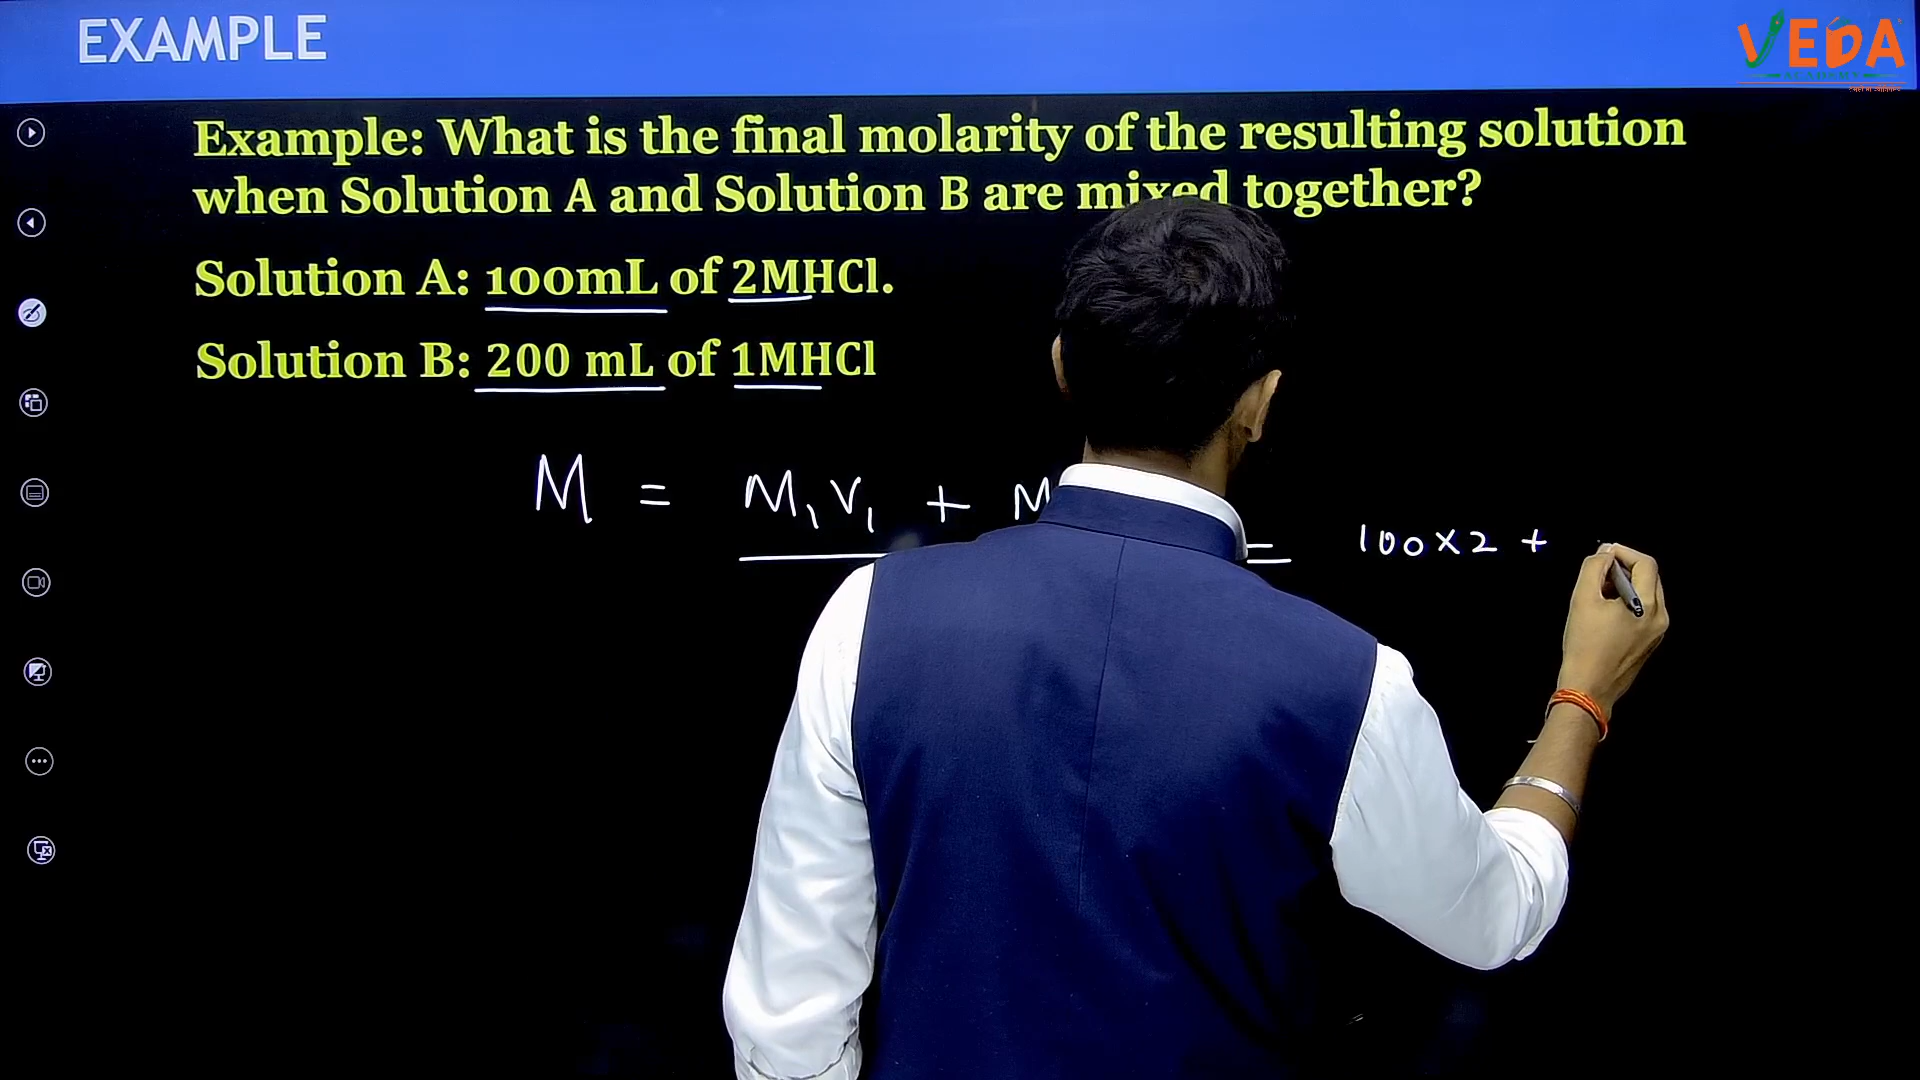 EXAMPLE
VEDA
ACADEMY
Example: What is the final molarity of the resulting solution
when Solution A and Solution B are mixed together?
Solution A: 100mL of 2MHCl.
Solution B: 200 mL of 1MHCl
M = M₁V₁ + M
= 100×2 +